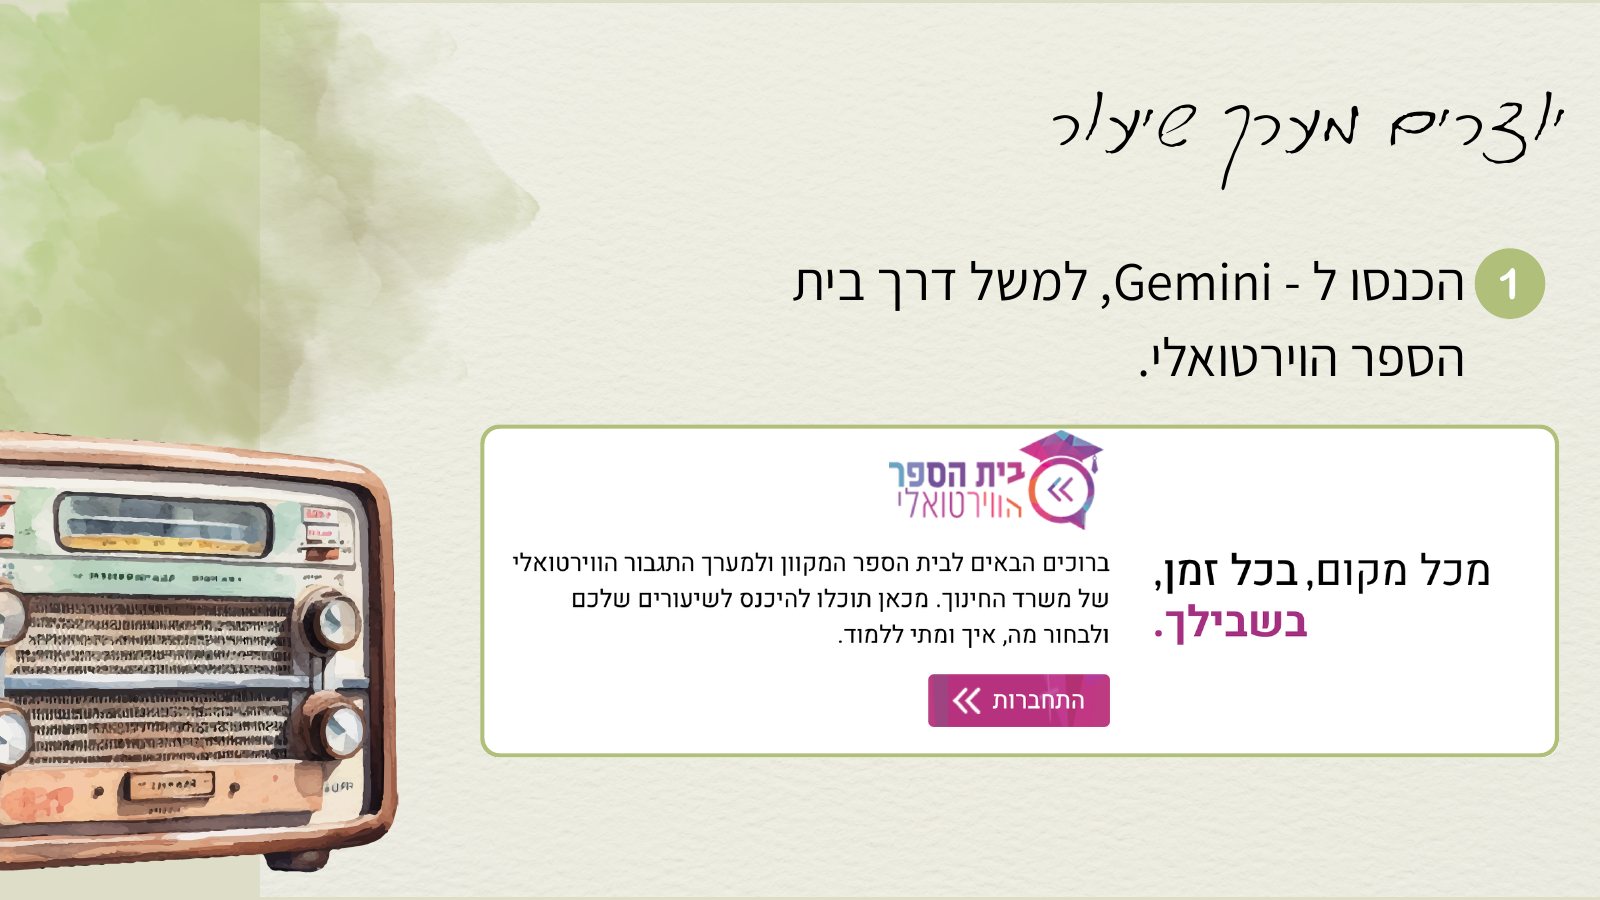 יוצרים מערך שיעור
1
הכנסו ל - Gemini, למשל דרך בית
הספר הוירטואלי.
בית הספר
הווירטואלי
מכל מקום, בכל זמן,
בשבילך.
ברוכים הבאים לבית הספר המקוון ולמערך התגבור הווירטואלי
של משרד החינוך. מכאן תוכלו להיכנס לשיעורים שלכם
ולבחור מה, איך ומתי ללמוד.
התחברות